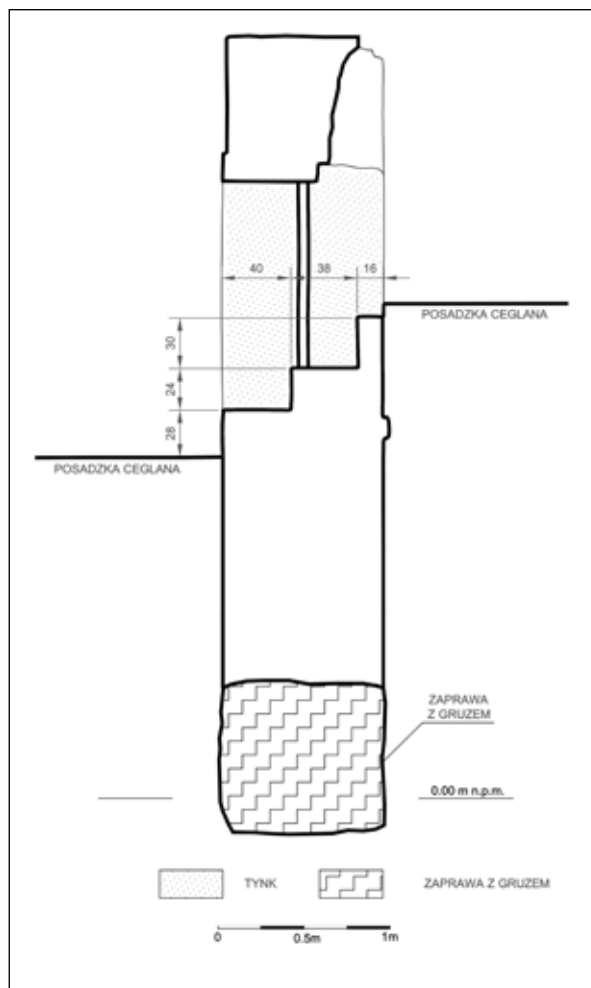 40 38 16
POSADZKA CEGLANA
30
24
28
POSADZKA CEGLANA
ZAPRAWA
Z GRUZEM
0.00 m n.p.m.
TYNK ZAPRAWA Z GRUZEM
0 0.5m 1m